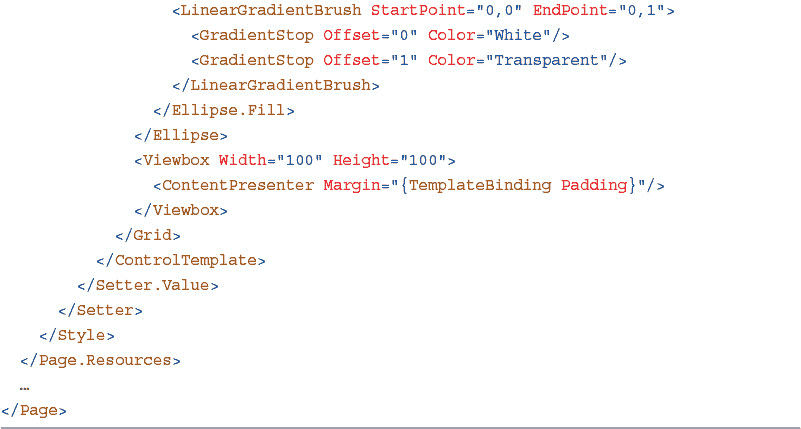 <LinearGradientBrush StartPoint="0,0" EndPoint="0,1">
<GradientStop Offset="0" Color="White"/>
<GradientStop Offset="1" Color="Transparent"/>
</LinearGradientBrush>
</Ellipse.Fill>
</Ellipse>
<Viewbox Width="100" Height="100">
<ContentPresenter Margin="{TemplateBinding Padding}"/>
</Viewbox>
</Grid>
</ControlTemplate>
</Setter.Value>
</Setter>
</Style>
</Page.Resources>
…
</Page>